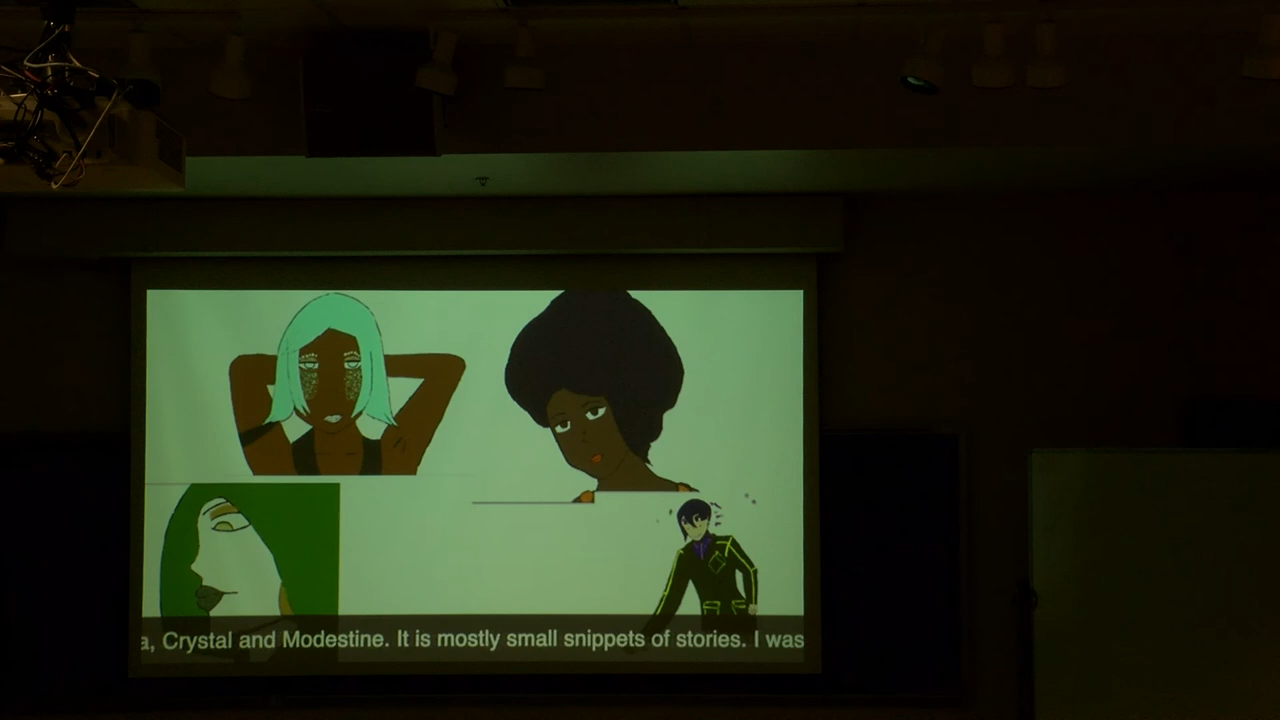 , Crystal and Modestine. It is mostly small snippets of stories. I was